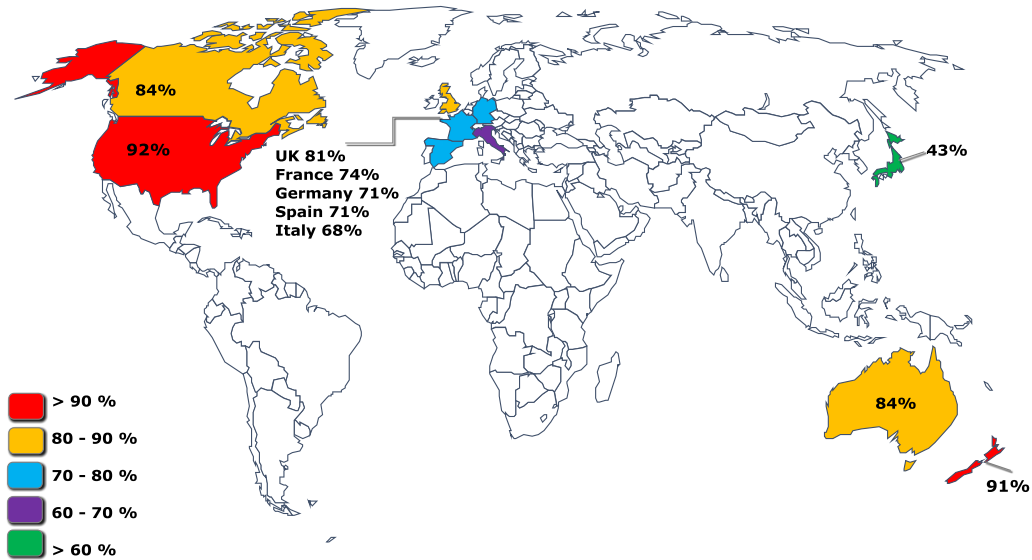 84%
92%
UK 81%
France 74%
Germany 71%
Spain 71%
Italy 68%
43%
84%
91%
> 90 %
80 - 90 %
70 - 80 %
60 - 70 %
> 60 %